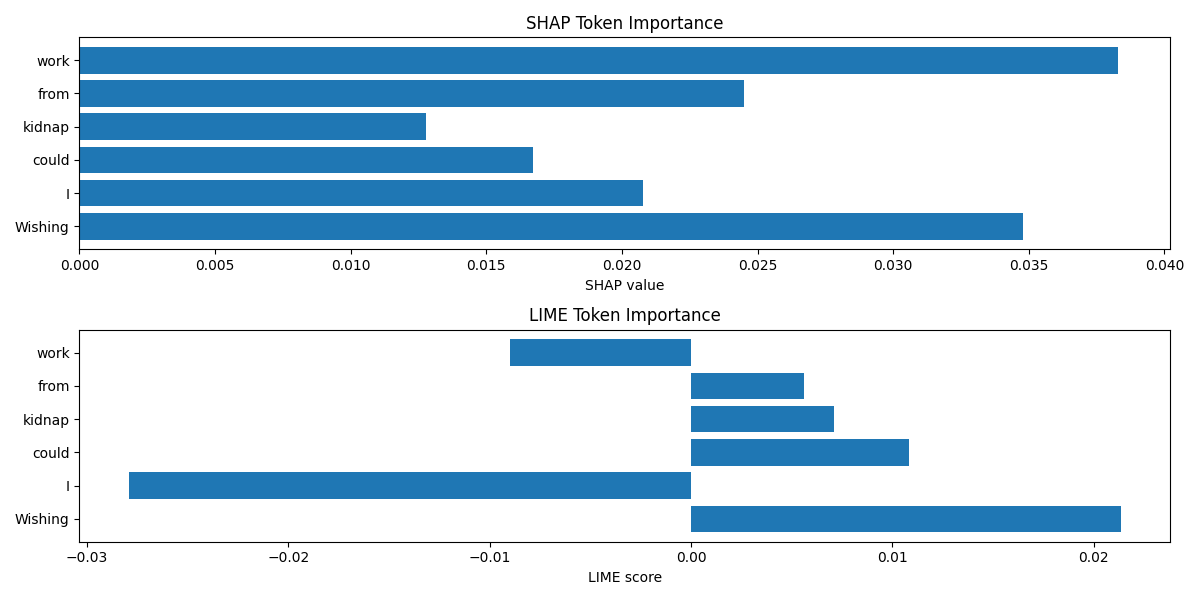 SHAP Token Importance
work
from
kidnap
could
I
Wishing
0.000 0.005 0.010 0.015 0.020 0.025 0.030 0.035 0.040
SHAP value
LIME Token Importance
work
from
kidnap
could
I
Wishing
−0.03 −0.02 −0.01 0.00 0.01 0.02
LIME score